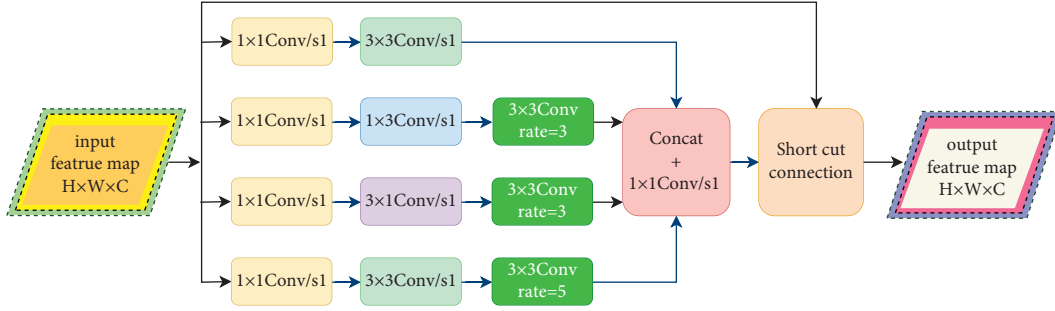 input
featrue map
H×W×C
1×1Conv/s1
3×3Conv/s1
1×1Conv/s1
1×3Conv/s1
3×3Conv
rate=3
1×1Conv/s1
3×1Conv/s1
3×3Conv
rate=3
1×1Conv/s1
3×3Conv/s1
3×3Conv
rate=5
Concat
+
1×1Conv/s1
Short cut
connection
output
featrue map
H×W×C